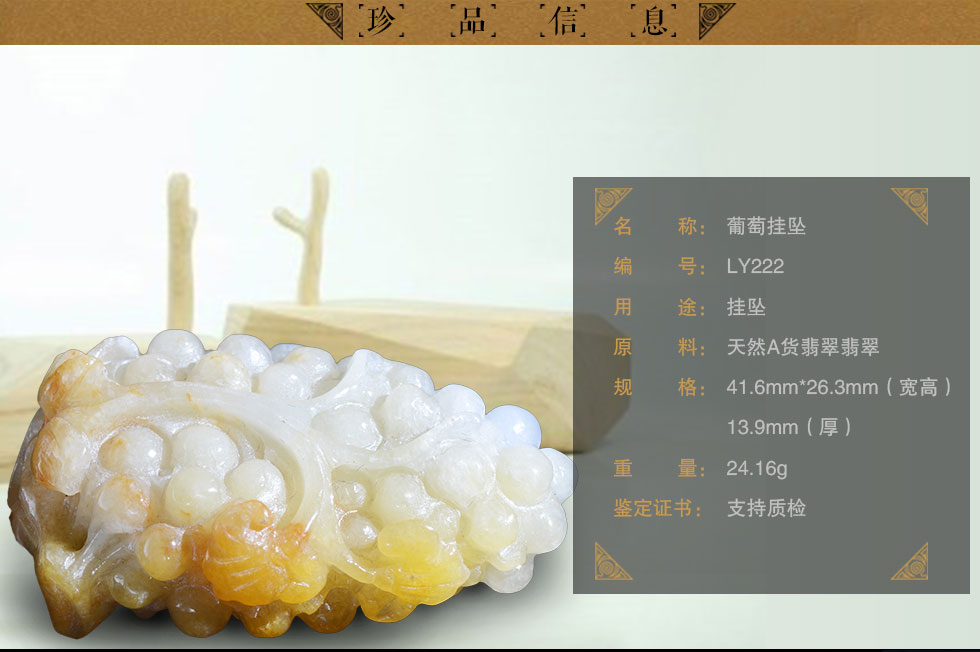 珍品信息
名称：葡萄挂坠
编号：LY222
用途：挂坠
原料：天然A货翡翠翡翠
规格：41.6mm*26.3mm（宽高）
13.9mm（厚）
重量：24.16g
鉴定证书：支持质检